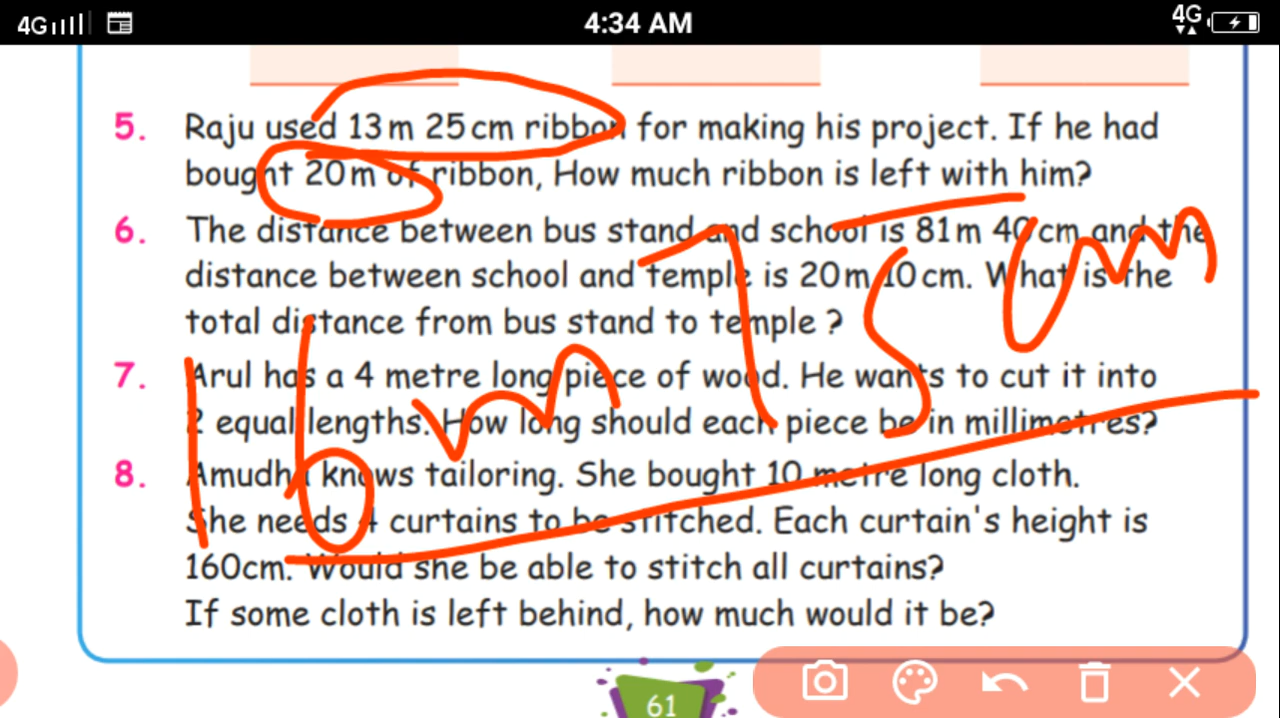 4G 4:34 AM 4G
5. Raju used 13 m 25 cm ribbon for making his project. If he had
bought 20 m of ribbon, How much ribbon is left with him?
6. The distance between bus stand and school is 81 m 40 cm and the
distance between school and temple is 20 m 10 cm. What is the
total distance from bus stand to temple ?
7. Arul has a 4 metre long piece of wood. He wants to cut it into
2 equal lengths. How long should each piece be in millimetres?
8. Amudha knows tailoring. She bought 10 metre long cloth.
She needs 4 curtains to be stitched. Each curtain's height is
160cm. Would she be able to stitch all curtains?
If some cloth is left behind, how much would it be?
16m 75cm
61